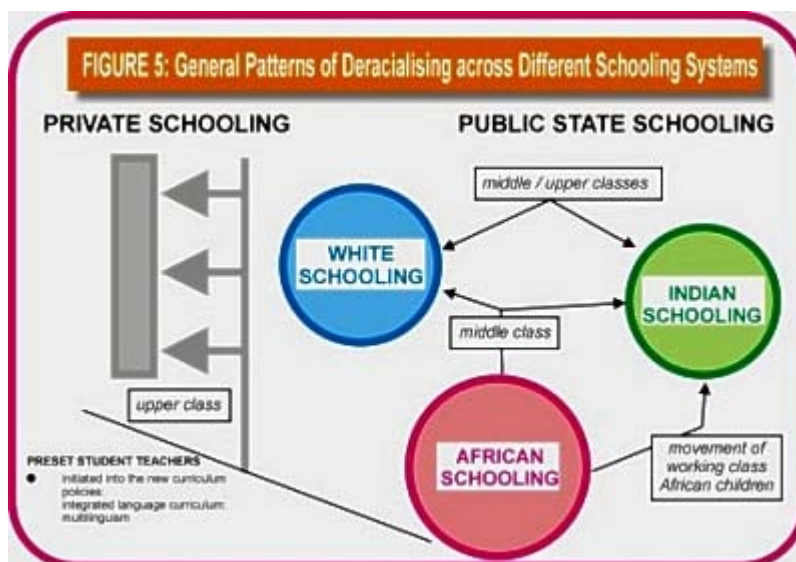 FIGURE 5: General Patterns of Deracialising across Different Schooling Systems
PRIVATE SCHOOLING
PUBLIC STATE SCHOOLING
middle / upper classes
WHITE
SCHOOLING
INDIAN
SCHOOLING
middle class
upper class
AFRICAN
SCHOOLING
movement of
working class
African children
PRESET STUDENT TEACHERS
● initiated into the new curriculum
policies:
integrated language curriculum:
multilinguism